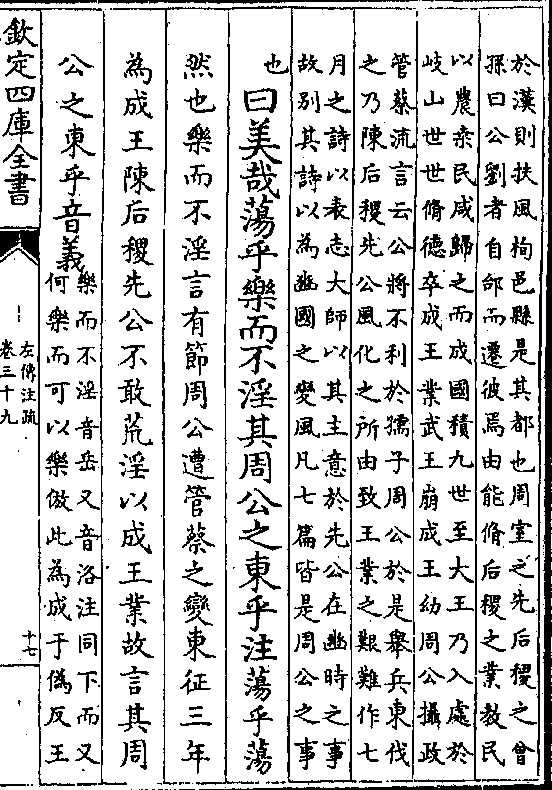 於漢則扶風栒邑縣是其都也周室之先后稷之曾
孫曰公劉者自邰而遷彼焉由能脩后稷之業教民
以農桒民咸歸之而成國積九世至大王乃入處於
岐山世世脩德卒成王業武王崩成王幼周公攝政
管蔡流言云公將不利於孺子周公於是舉兵東伐
之乃陳后稷先公風化之所由致王業之艱難作七
月之詩以表志大師以其主意於先公在豳時之事
故别其詩以為豳國之變風凡七篇皆是周公之事
也
曰美哉蕩乎樂而不淫其周公之東乎注蕩乎蕩
然也樂而不淫言有節周公遭管蔡之變東征三年
為成王陳后稷先公不敢荒淫以成王業故言其周
公之東乎音義
樂而不淫音岳又音洛注同下而又
何樂而可以樂倣此為成于偽反王
欽定四庫全書
左傳注疏
卷三十九
十七